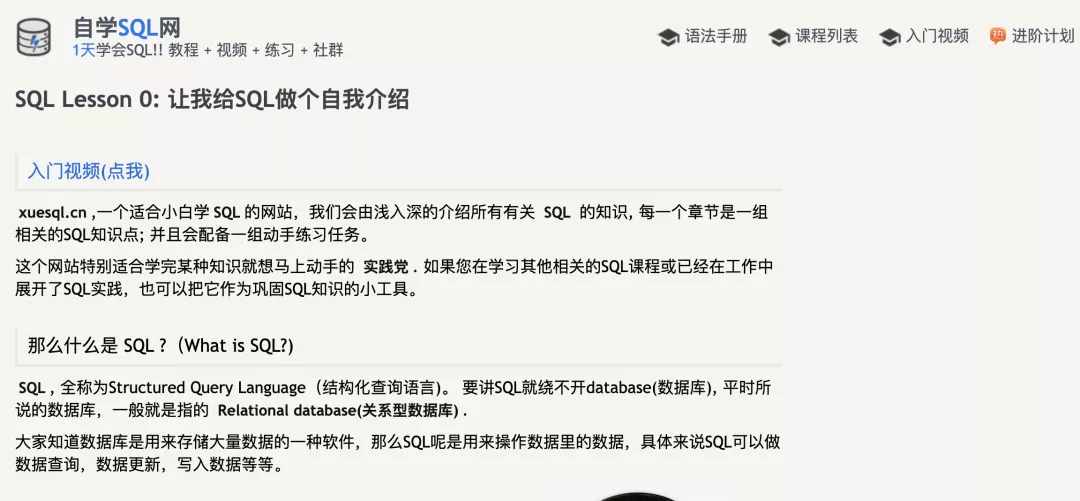 自学SQL网
1天学会SQL!! 教程 + 视频 + 练习 + 社群
语法手册 课程列表 入门视频 热 进阶计划
SQL Lesson 0: 让我给SQL做个自我介绍
入门视频(点我)
xuesql.cn ,一个适合小白学 SQL 的网站，我们会由浅入深的介绍所有有关 SQL 的知识, 每一个章节是一组
相关的SQL知识点; 并且会配备一组动手练习任务。
这个网站特别适合学完某种知识就想马上动手的 实践党 . 如果您在学习其他相关的SQL课程或已经在工作中
展开了SQL实践，也可以把它作为巩固SQL知识的小工具。
那么什么是 SQL ?（What is SQL?)
SQL , 全称为Structured Query Language（结构化查询语言)。 要讲SQL就绕不开database(数据库), 平时所
说的数据库，一般就是指的 Relational database(关系型数据库) .
大家知道数据库是用来存储大量数据的一种软件，那么SQL呢是用来操作数据里的数据，具体来说SQL可以做
数据查询，数据更新，写入数据等等。